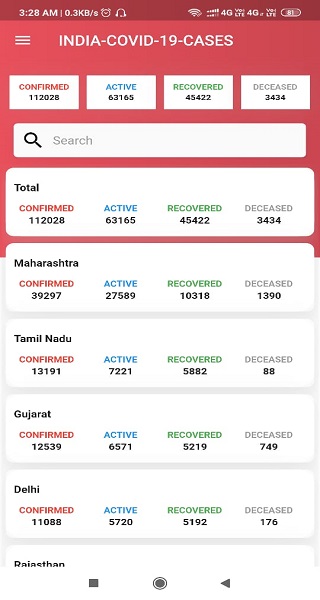 3:28 AM | 0.3KB/s
4G VoLTE 4G VoLTE 81
INDIA-COVID-19-CASES
CONFIRMED ACTIVE RECOVERED DECEASED
112028 63165 45422 3434
Search
Total
CONFIRMED ACTIVE RECOVERED DECEASED
112028 63165 45422 3434
Maharashtra
CONFIRMED ACTIVE RECOVERED DECEASED
39297 27589 10318 1390
Tamil Nadu
CONFIRMED ACTIVE RECOVERED DECEASED
13191 7221 5882 88
Gujarat
CONFIRMED ACTIVE RECOVERED DECEASED
12539 6571 5219 749
Delhi
CONFIRMED ACTIVE RECOVERED DECEASED
11088 5720 5192 176
Rajasthan